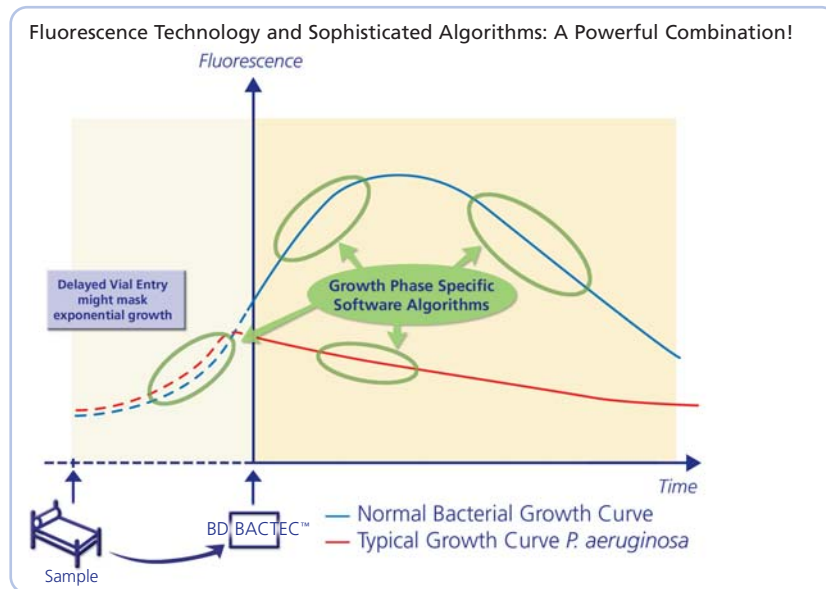 Fluorescence Technology and Sophisticated Algorithms: A Powerful Combination!
Fluorescence
Delayed Vial Entry
might mask
exponential growth
Growth Phase Specific
Software Algorithms
Time
BD BACTEC™
Sample
Normal Bacterial Growth Curve
Typical Growth Curve P. aeruginosa